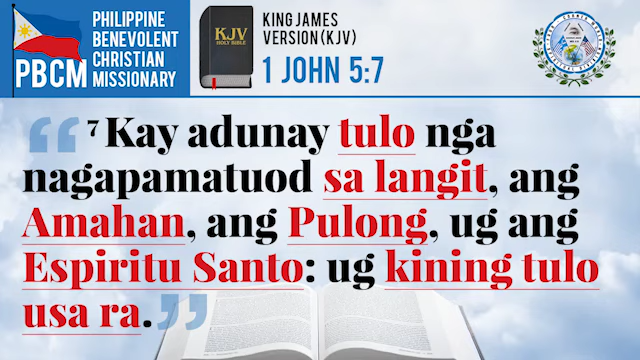 PHILIPPINE
BENEVOLENT
CHRISTIAN
MISSIONARY
PBCM
KJV
HOLY BIBLE
KING JAMES
VERSION (KJV)
1 JOHN 5:7
“ 7 Kay adunay tulo nga
nagapamatuod sa langit, ang
Amahan, ang Pulong, ug ang
Espiritu Santo: ug kining tulo
usa ra. ”